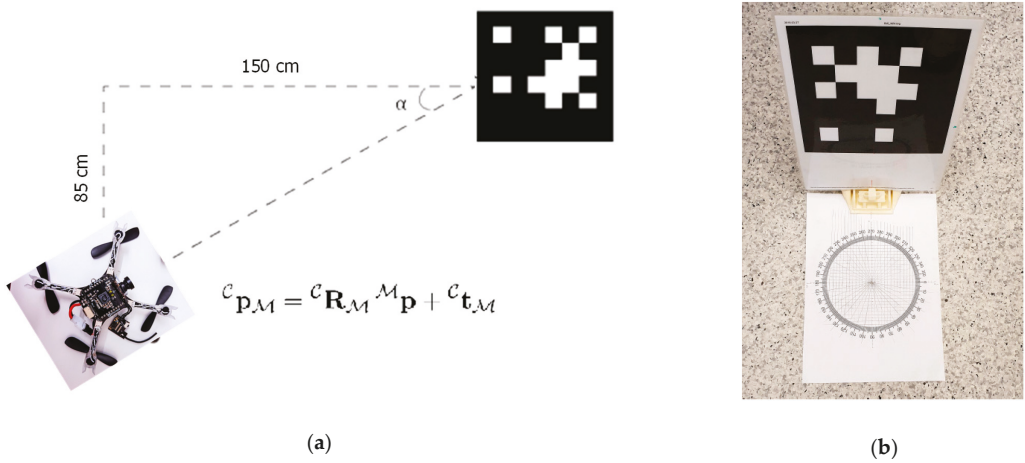 150 cm
α
85 cm
𝒞p_ℳ = 𝒞R_ℳ ℳp + 𝒞t_ℳ
(a)
(b)